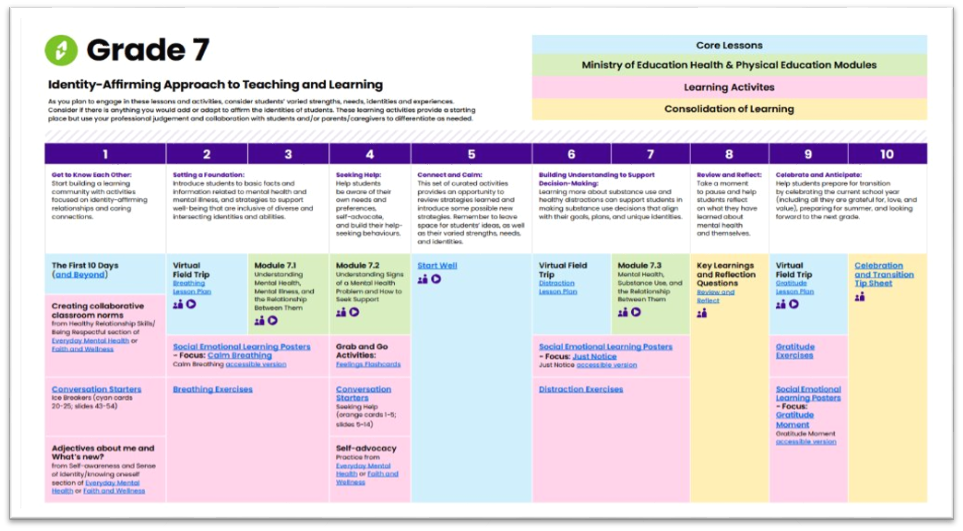 Grade 7
Identity-Affirming Approach to Teaching and Learning
As you plan to engage in these lessons and activities, consider students' varied strengths, needs, identities and experiences.
Consider if there is anything you would add or adapt to affirm the identities of students. These learning activities provide a starting
place but use your professional judgement and collaboration with students and/or parents/caregivers to differentiate as needed.
Core Lessons
Ministry of Education Health & Physical Education Modules
Learning Activites
Consolidation of Learning
1
2
3
4
5
6
7
8
9
10
Get to Know Each Other:
Start building a learning
community with activities
focused on identity-affirming
relationships and caring
connections.
Setting a Foundation:
Introduce students to basic facts and
information related to mental health and
mental illness, and strategies to support
well-being that are inclusive of diverse and
intersecting identities and abilities.
Seeking Help:
Help students
be aware of their
own needs and
preferences,
self-advocate,
and build their help-
seeking behaviours.
Connect and Calm:
This set of curated activities
provides an opportunity to
review strategies learned and
introduce some possible new
strategies. Remember to leave
space for students' ideas, as well
as their varied strengths, needs,
and identities.
Building Understanding to Support
Decision-Making:
Learning more about substance use and
healthy distractions can support students in
making substance use decisions that align
with their goals, plans, and unique identities.
Review and Reflect:
Take a moment
to pause and help
students reflect
on what they have
learned about
mental health
and themselves.
Celebrate and Anticipate:
Help students prepare for transition
by celebrating the current school year
(including all they are grateful for, love, and
value), preparing for summer, and looking
forward to the next grade.
The First 10 Days
(and Beyond)
Creating collaborative
classroom norms
from Healthy Relationship Skills/
Being Respectful section of
Everyday Mental Health or
Faith and Wellness
Conversation Starters
Ice Breakers (cyan cards
20-25; slides 43-54)
Adjectives about me and
What's new?
from Self-awareness and Sense
of Identity/knowing oneself
section of Everyday Mental
Health or Faith and Wellness
Virtual
Field Trip
Breathing
Lesson Plan
Module 7.1
Understanding
Mental Health,
Mental Illness, and
the Relationship
Between Them
Social Emotional Learning Posters
- Focus: Calm Breathing
Calm Breathing accessible version
Breathing Exercises
Module 7.2
Understanding Signs
of a Mental Health
Problem and How to
Seek Support
Grab and Go
Activities:
Feelings Flashcards
Conversation
Starters
Seeking Help
(orange cards 1-5;
slides 5-14)
Self-advocacy
Practice from
Everyday Mental
Health or Faith and
Wellness
Start Well
Virtual Field
Trip
Distraction
Lesson Plan
Module 7.3
Mental Health,
Substance Use, and
the Relationship
Between Them
Social Emotional Learning Posters
- Focus: Just Notice
Just Notice accessible version
Distraction Exercises
Key Learnings
and Reflection
Questions
Review and
Reflect
Virtual
Field Trip
Gratitude
Lesson Plan
Gratitude
Exercises
Social Emotional
Learning Posters
- Focus:
Gratitude
Moment
Gratitude Moment
accessible version
Celebration
and Transition
Tip Sheet